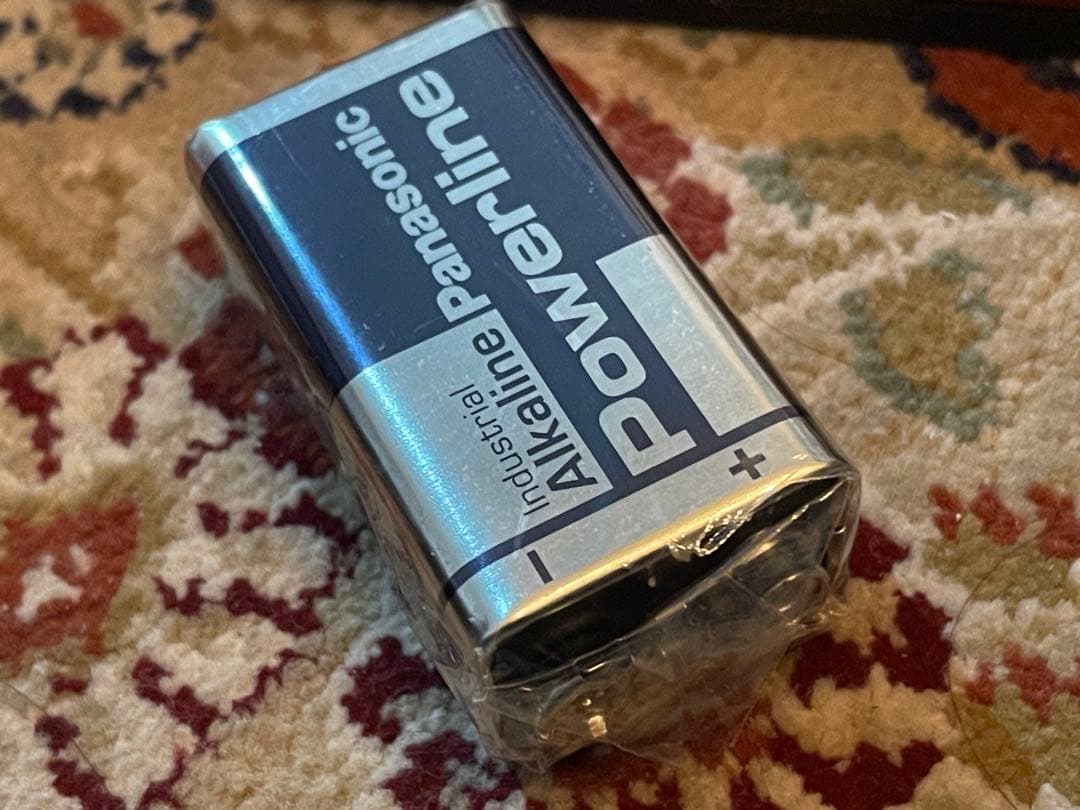 Panasonic
Powerline
Industrial
Alkaline
+
-